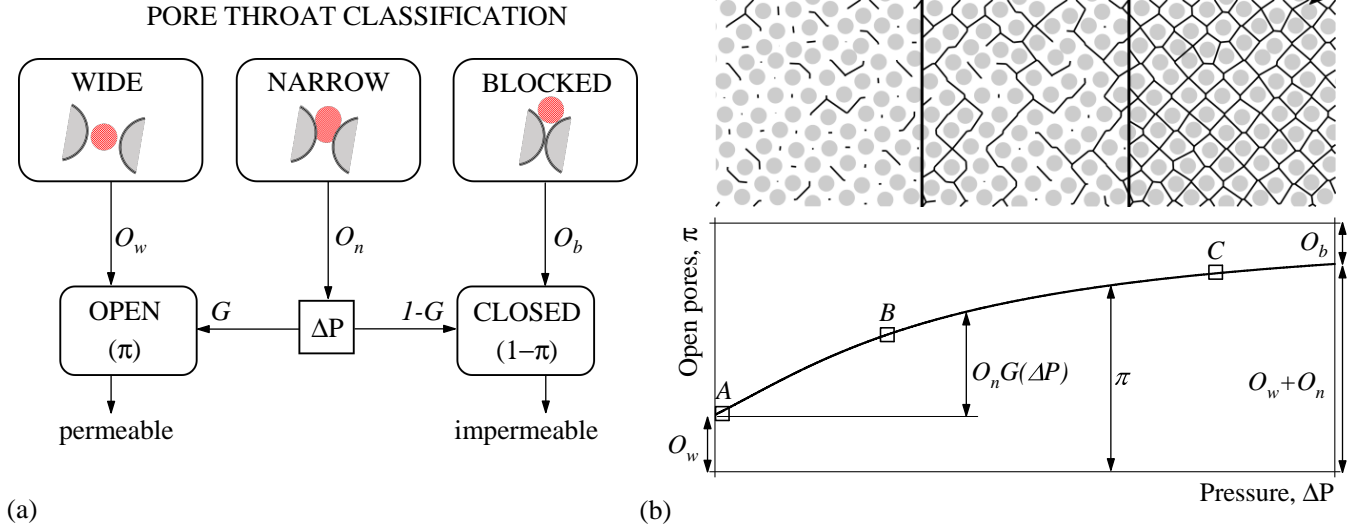 PORE THROAT CLASSIFICATION
WIDE
NARROW
BLOCKED
O_w
O_n
O_b
OPEN
(π)
G
ΔP
1-G
CLOSED
(1−π)
permeable
impermeable
(a)
Open pores, π
A
B
C
O_b
O_nG(ΔP)
π
O_w+O_n
O_w
Pressure, ΔP
(b)